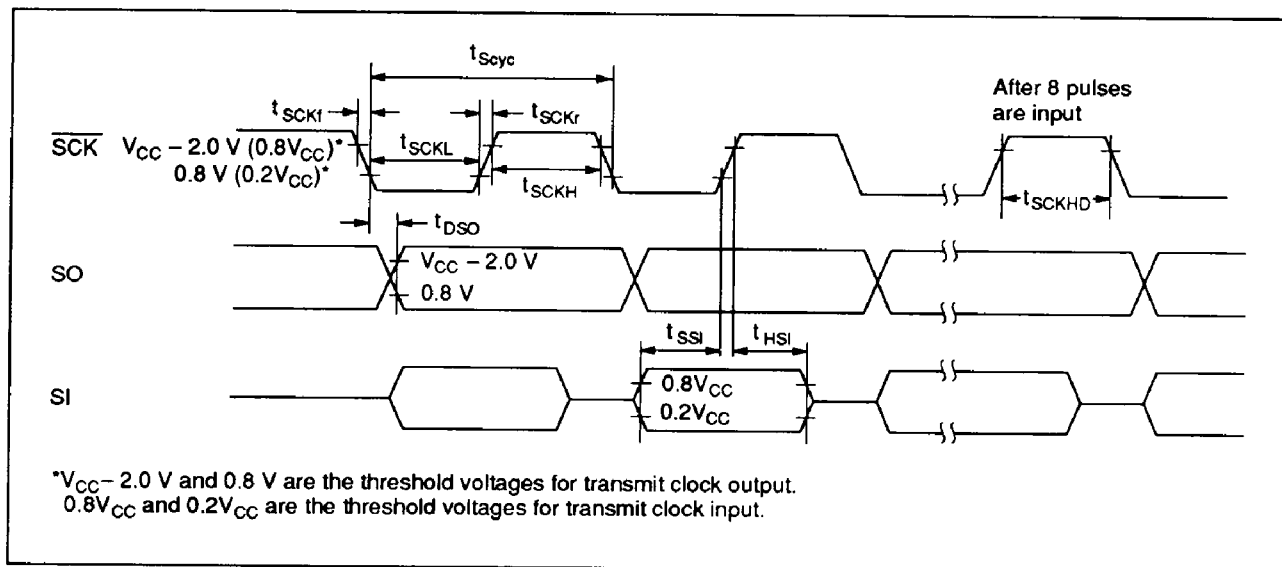 tScyc
tSCKf
tSCKr
After 8 pulses
are input
SCK VCC – 2.0 V (0.8VCC)*
tSCKL
0.8 V (0.2VCC)*
tSCKH
tSCKHD
tDSO
SO
VCC – 2.0 V
0.8 V
tSSI
tHSI
SI
0.8VCC
0.2VCC
*VCC– 2.0 V and 0.8 V are the threshold voltages for transmit clock output.
0.8VCC and 0.2VCC are the threshold voltages for transmit clock input.